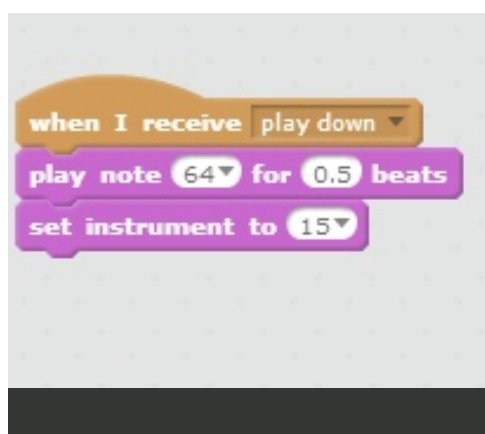 when I receive play down
play note 64 for 0.5 beats
set instrument to 15